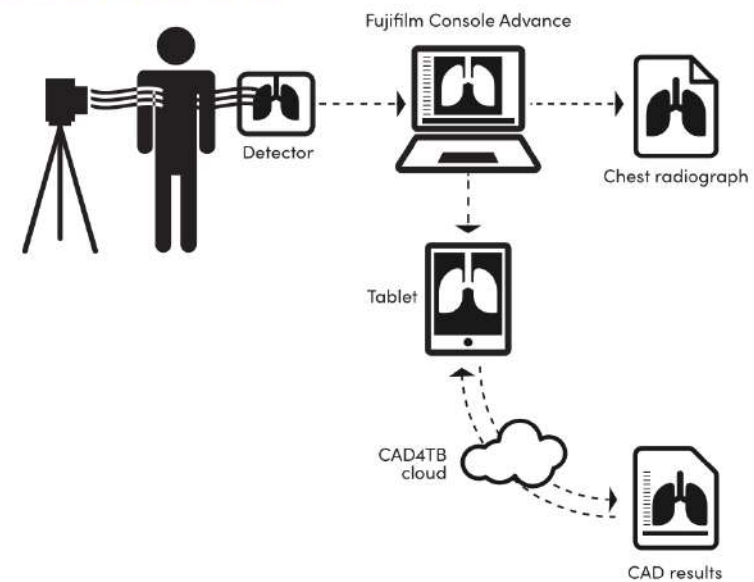 Fujifilm Console Advance
Detector
Chest radiograph
Tablet
CAD4TB
cloud
CAD results